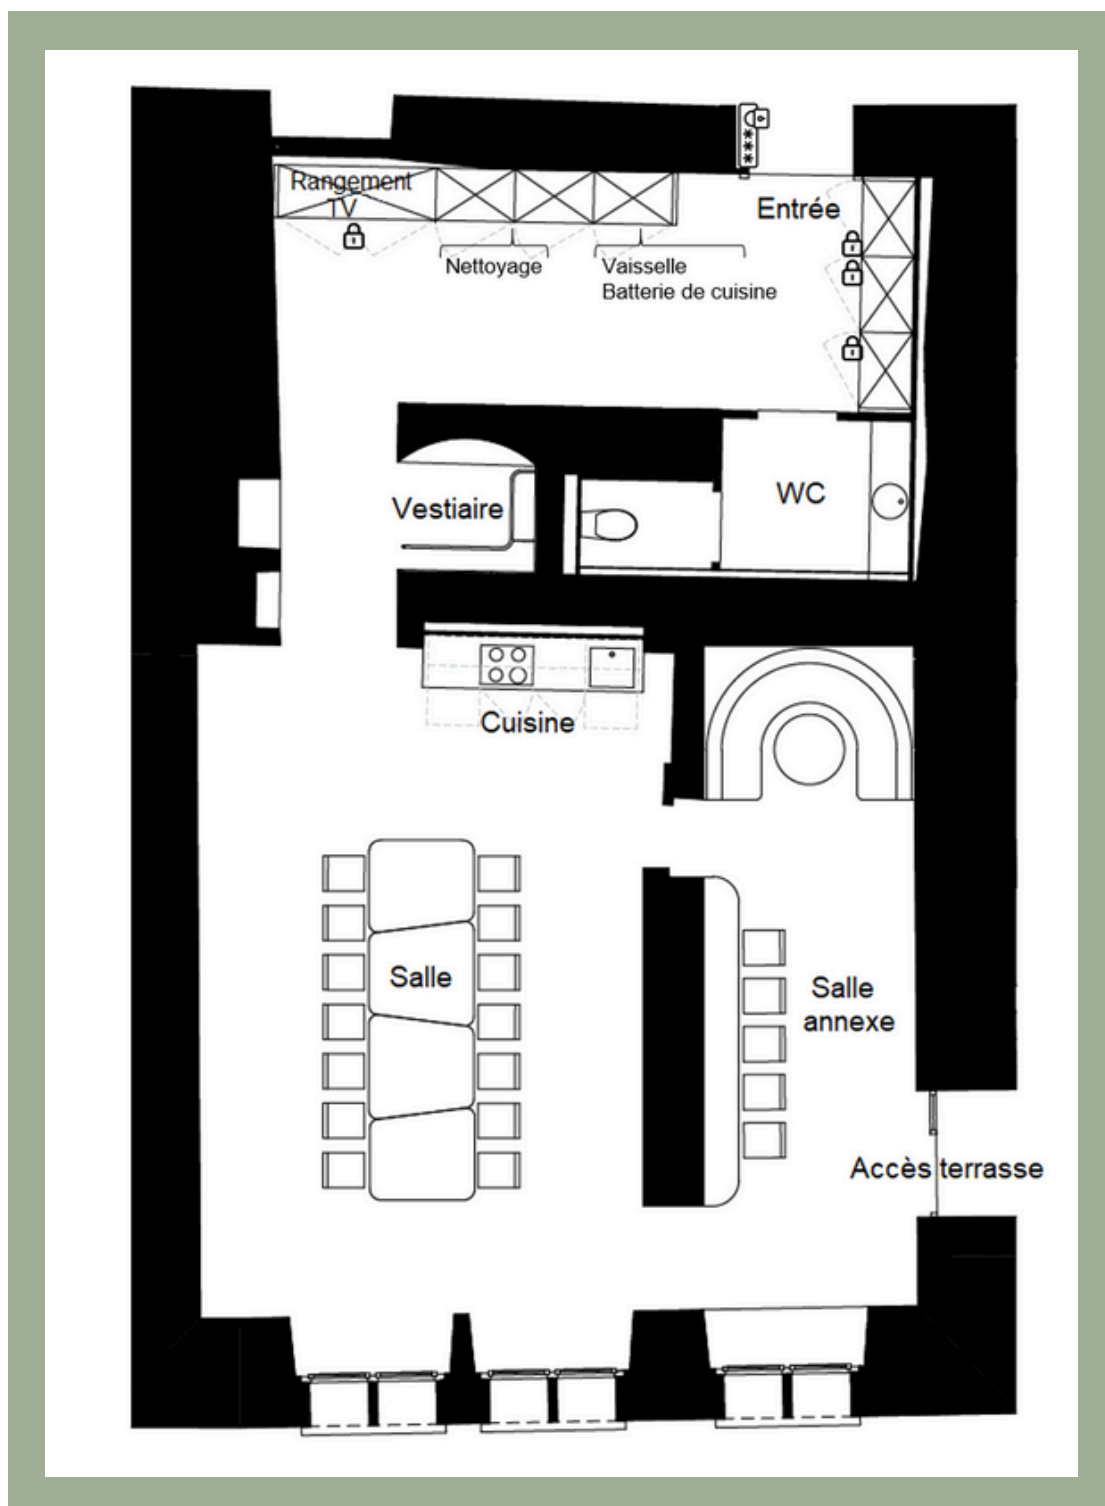 Rangement
TV
Entrée
Nettoyage
Vaisselle
Batterie de cuisine
Vestiaire
WC
Cuisine
Salle
Salle
annexe
Accès terrasse